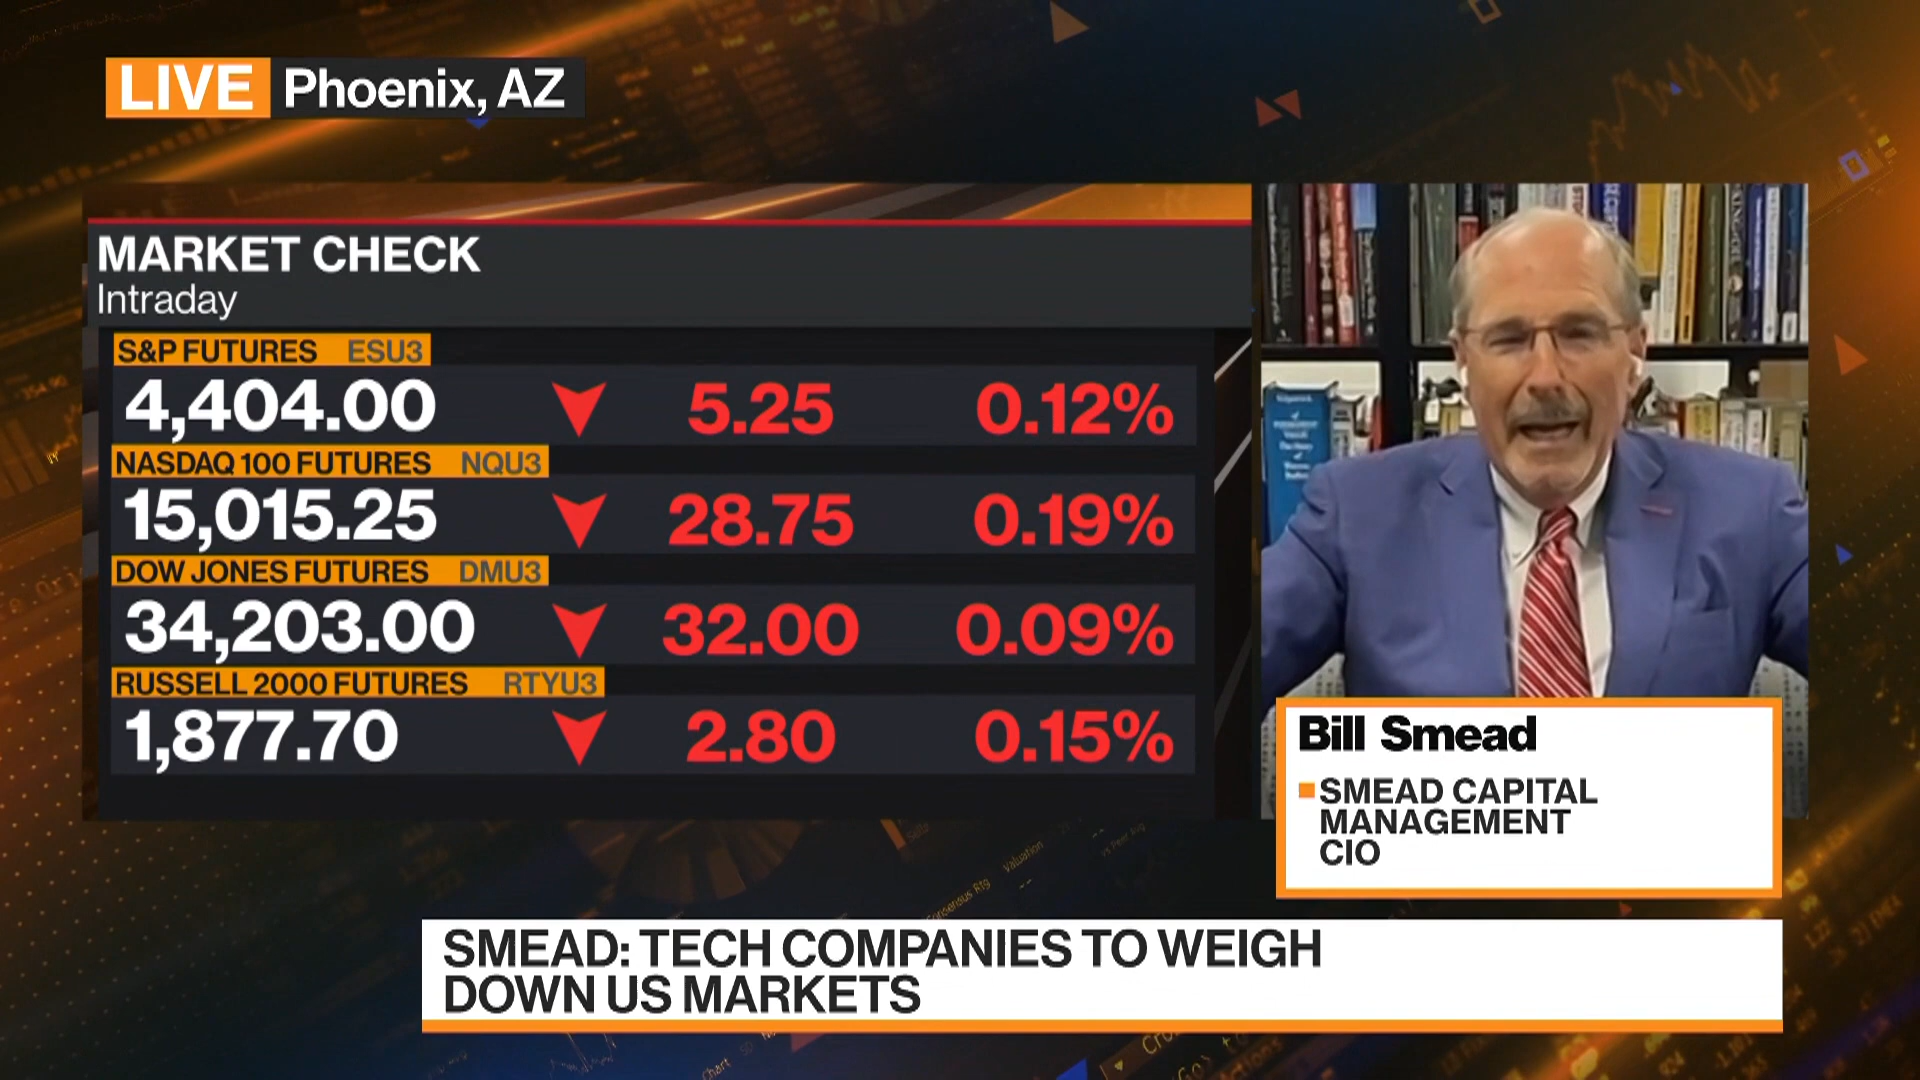 LIVE Phoenix, AZ
MARKET CHECK
Intraday
S&P FUTURES ESU3
4,404.00 5.25 0.12%
NASDAQ 100 FUTURES NQU3
15,015.25 28.75 0.19%
DOW JONES FUTURES DMU3
34,203.00 32.00 0.09%
RUSSELL 2000 FUTURES RTYU3
1,877.70 2.80 0.15%
Bill Smead
SMEAD CAPITAL
MANAGEMENT
CIO
SMEAD: TECH COMPANIES TO WEIGH
DOWN US MARKETS
Valuation
Chart